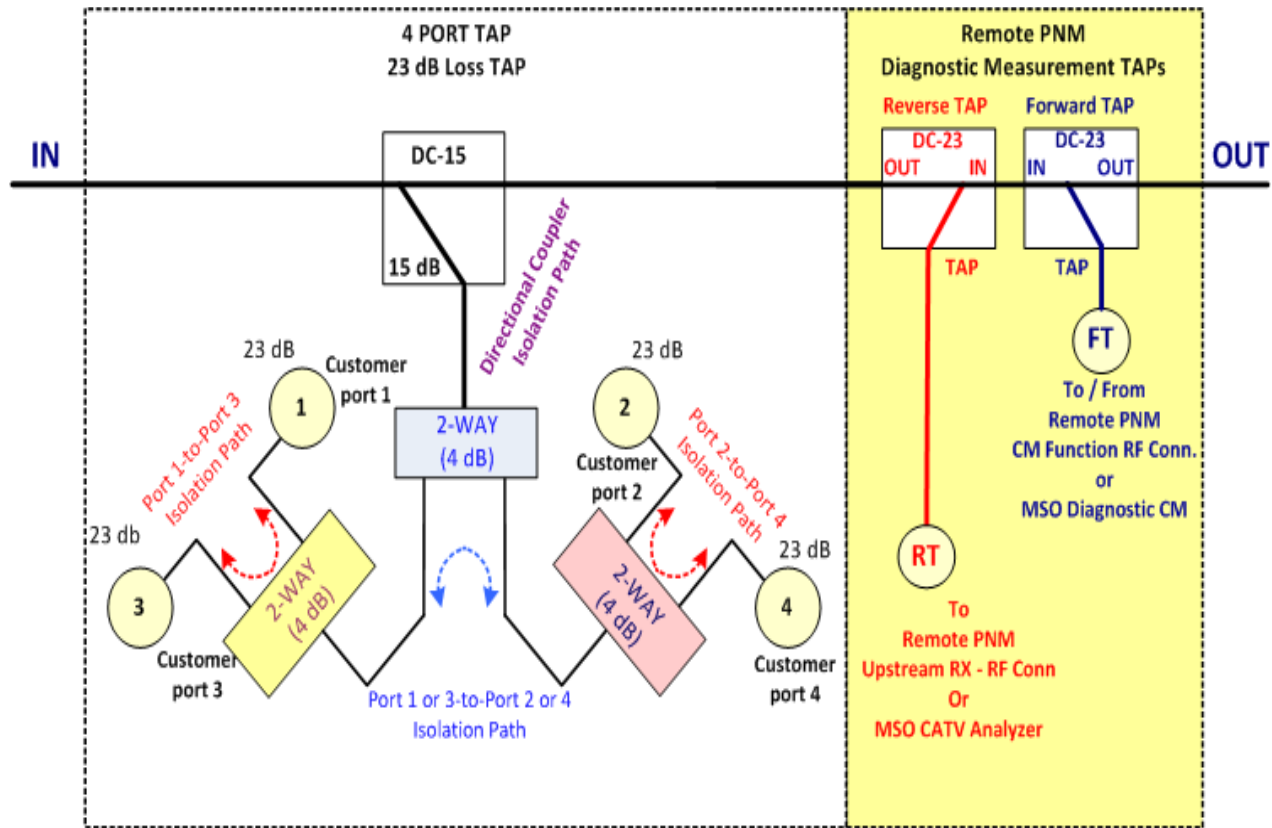 4 PORT TAP
23 dB Loss TAP
Remote PNM
Diagnostic Measurement TAPs
Reverse TAP
Forward TAP
IN
OUT
DC-15
15 dB
DC-23
OUT IN
TAP
DC-23
IN OUT
TAP
Directional Coupler
Isolation Path
23 dB
1
Customer
port 1
2-WAY
(4 dB)
23 dB
2
Customer
port 2
Port 1-to-Port 3
Isolation Path
Port 2-to-Port 4
Isolation Path
23 db
3
Customer
port 3
2-WAY
(4 dB)
2-WAY
(4 dB)
23 dB
4
Customer
port 4
Port 1 or 3-to-Port 2 or 4
Isolation Path
FT
To / From
Remote PNM
CM Function RF Conn.
or
MSO Diagnostic CM
RT
To
Remote PNM
Upstream RX - RF Conn
Or
MSO CATV Analyzer